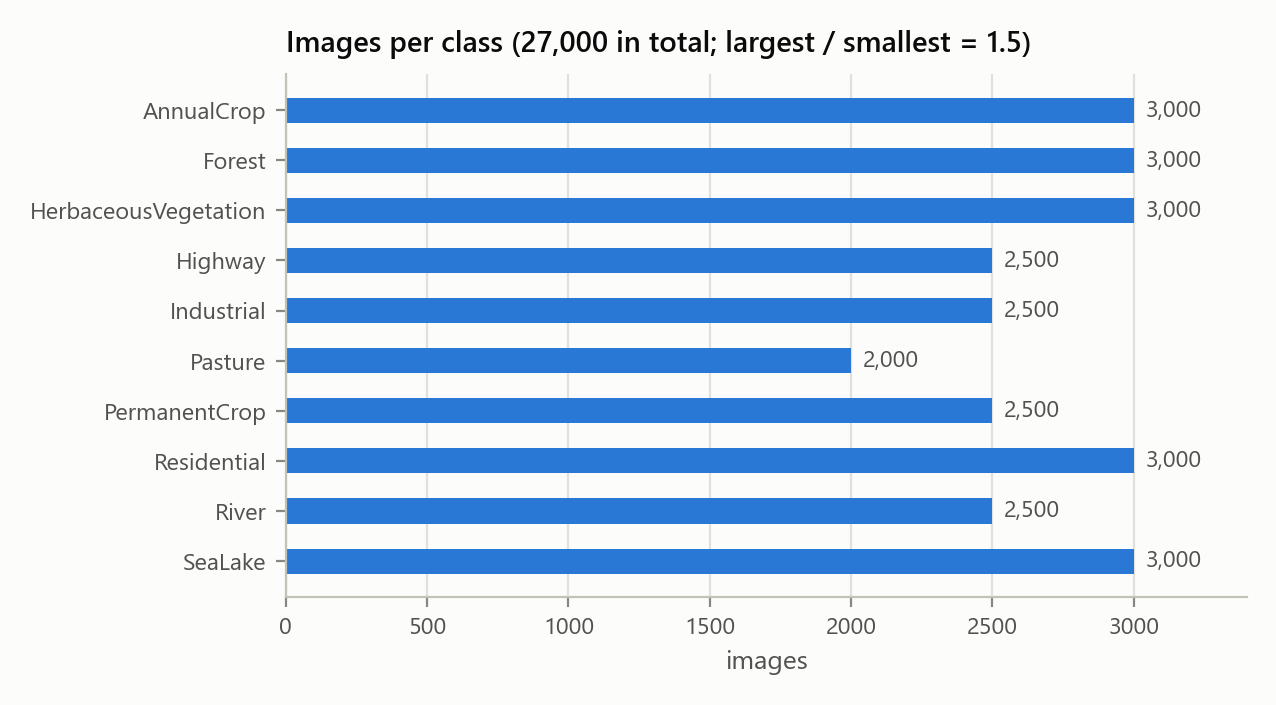 Images per class (27,000 in total; largest / smallest = 1.5)
AnnualCrop 3,000
Forest 3,000
HerbaceousVegetation 3,000
Highway 2,500
Industrial 2,500
Pasture 2,000
PermanentCrop 2,500
Residential 3,000
River 2,500
SeaLake 3,000
0 500 1000 1500 2000 2500 3000
images